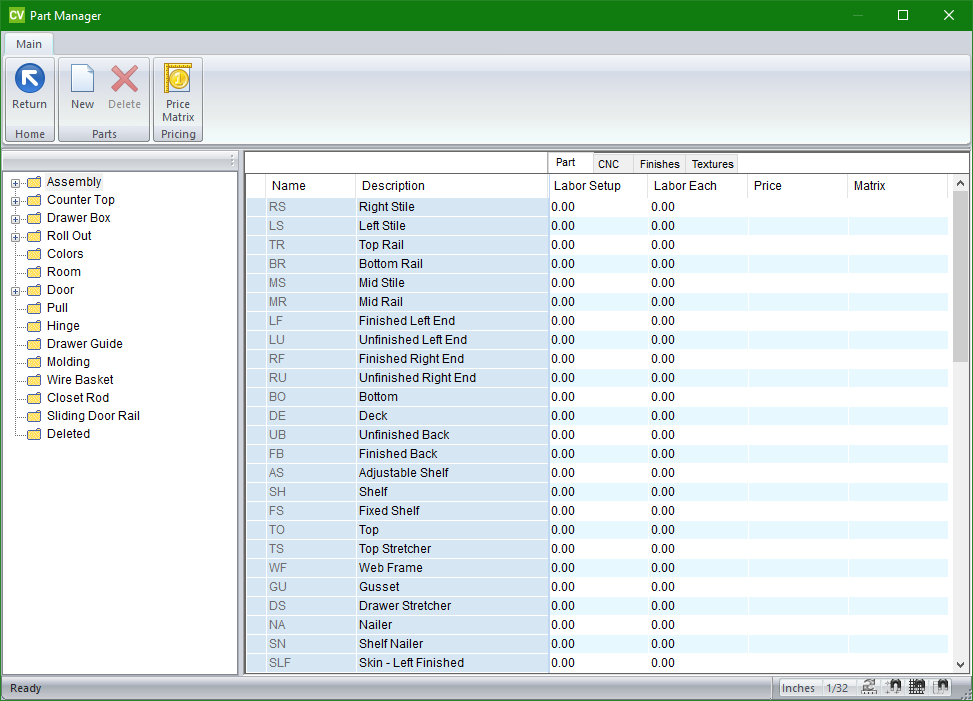 CV Part Manager
Main
Return
New
Delete
Price
Matrix
Home
Parts
Pricing
Assembly
Counter Top
Drawer Box
Roll Out
Colors
Room
Door
Pull
Hinge
Drawer Guide
Molding
Wire Basket
Closet Rod
Sliding Door Rail
Deleted
Part CNC Finishes Textures
Name Description Labor Setup Labor Each Price Matrix
RS Right Stile 0.00 0.00
LS Left Stile 0.00 0.00
TR Top Rail 0.00 0.00
BR Bottom Rail 0.00 0.00
MS Mid Stile 0.00 0.00
MR Mid Rail 0.00 0.00
LF Finished Left End 0.00 0.00
LU Unfinished Left End 0.00 0.00
RF Finished Right End 0.00 0.00
RU Unfinished Right End 0.00 0.00
BO Bottom 0.00 0.00
DE Deck 0.00 0.00
UB Unfinished Back 0.00 0.00
FB Finished Back 0.00 0.00
AS Adjustable Shelf 0.00 0.00
SH Shelf 0.00 0.00
FS Fixed Shelf 0.00 0.00
TO Top 0.00 0.00
TS Top Stretcher 0.00 0.00
WF Web Frame 0.00 0.00
GU Gusset 0.00 0.00
DS Drawer Stretcher 0.00 0.00
NA Nailer 0.00 0.00
SN Shelf Nailer 0.00 0.00
SLF Skin - Left Finished 0.00 0.00
Ready Inches 1/32